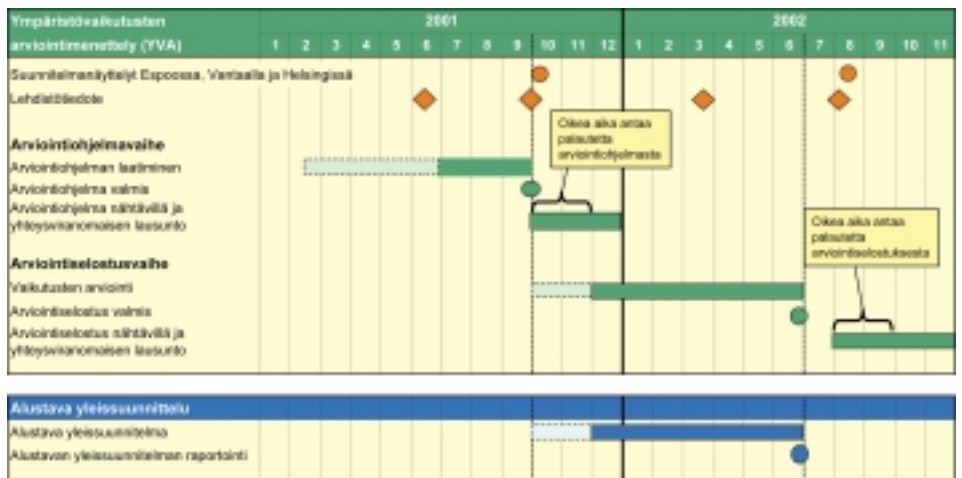 Ympäristövaikutusten
arviointimenettely (YVA)
2001
2002
1 2 3 4 5 6 7 8 9 10 11 12 1 2 3 4 5 6 7 8 9 10 11
Suunnitelmanäyttelyt Espoossa, Vantaalla ja Helsingissä
Lehdistötiedote
Oikea aika antaa
palautetta
arviointiohjelmasta
Arviointiohjelmavaihe
Arviointiohjelman laatiminen
Arviointiohjelma valmis
Arviointiohjelma nähtävillä ja
yhteysviranomaisen lausunto
Oikea aika antaa
palautetta
arviointiselostuksesta
Arviointiselostusvaihe
Vaikutusten arviointi
Arviointiselostus valmis
Arviointiselostus nähtävillä ja
yhteysviranomaisen lausunto
Alustava yleissuunnittelu
Alustava yleissuunnitelma
Alustavan yleissuunnitelman raportointi